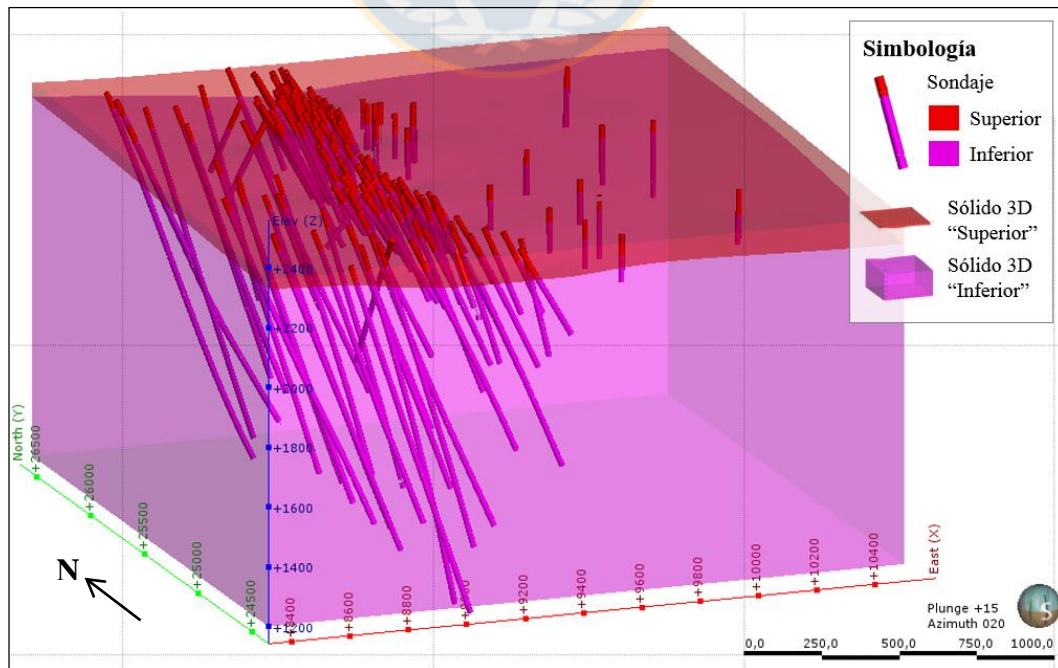 Simbología
Sondaje
Superior
Inferior
Sólido 3D
“Superior”
Sólido 3D
“Inferior”
Elev (Z)
+2400
+2200
+2000
+1800
+1600
+1400
+1200
North (Y)
+26500
+26000
+25500
+25000
+24500
N
+8400
+8600
+8800
+9000
+9200
+9400
+9600
+9800
+10000
+10200
+10400
East (X)
Plunge +15
Azimuth 020
S
0,0
250,0
500,0
750,0
1000,0